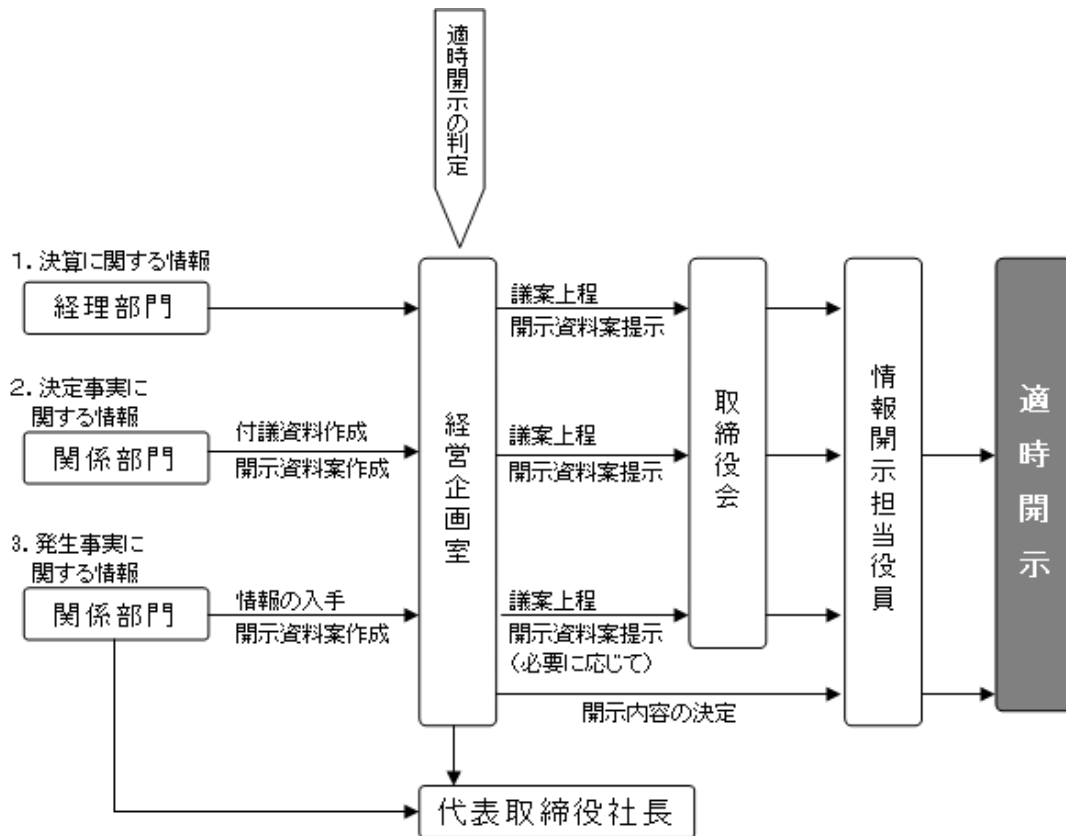 適時開示の判定
1．決算に関する情報
経理部門
議案上程
開示資料案提示
2．決定事実に
関する情報
関係部門
付議資料作成
開示資料案作成
議案上程
開示資料案提示
3．発生事実に
関する情報
関係部門
情報の入手
開示資料案作成
議案上程
開示資料案提示
（必要に応じて）
開示内容の決定
経営企画室
取締役会
情報開示担当役員
適時開示
代表取締役社長